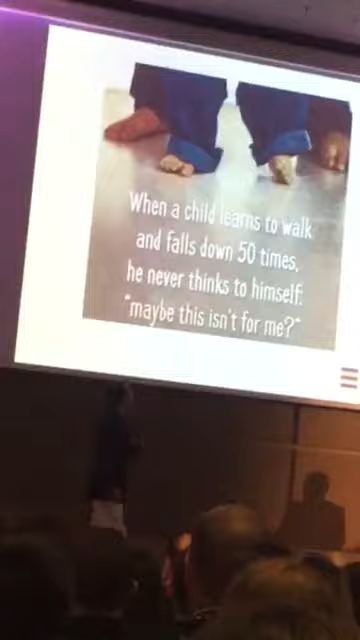 When a child learns to walk
and falls down 50 times,
he never thinks to himself:
"maybe this isn't for me?"